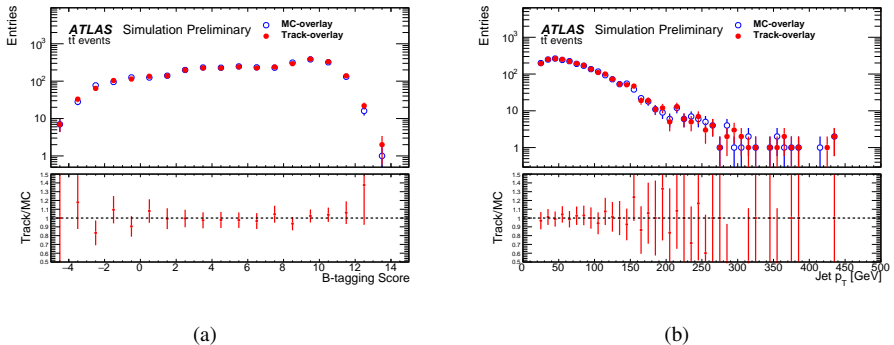 Entries
10³
10²
10
1
ATLAS Simulation Preliminary
tt̄ events
MC-overlay
Track-overlay
Track/MC
1.5
1.4
1.3
1.2
1.1
1
0.9
0.8
0.7
0.6
0.5
−4 −2 0 2 4 6 8 10 12 14
B-tagging Score
(a)
Entries
10³
10²
10
1
ATLAS Simulation Preliminary
tt̄ events
MC-overlay
Track-overlay
Track/MC
1.5
1.4
1.3
1.2
1.1
1
0.9
0.8
0.7
0.6
0.5
0 50 100 150 200 250 300 350 400 450 500
Jet p_T [GeV]
(b)